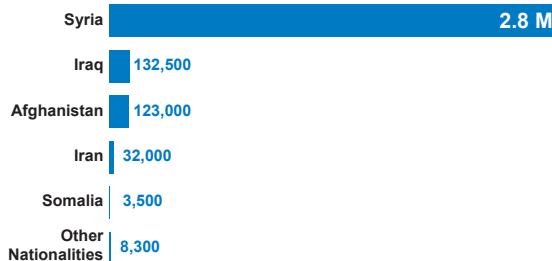 Syria 2.8 M
Iraq 132,500
Afghanistan 123,000
Iran 32,000
Somalia 3,500
Other
Nationalities 8,300